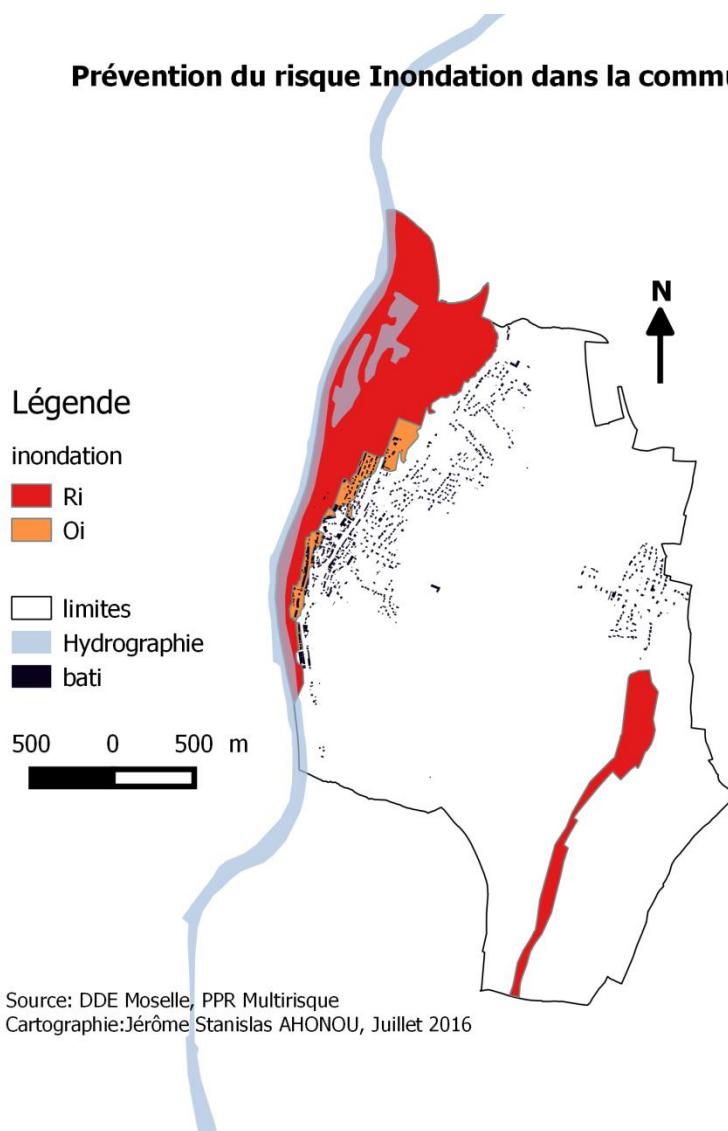 Prévention du risque Inondation dans la commu
N
Légende
inondation
Ri
Oi
limites
Hydrographie
bati
500 0 500 m
Source: DDE Moselle, PPR Multirisque
Cartographie:Jérôme Stanislas AHONOU, Juillet 2016